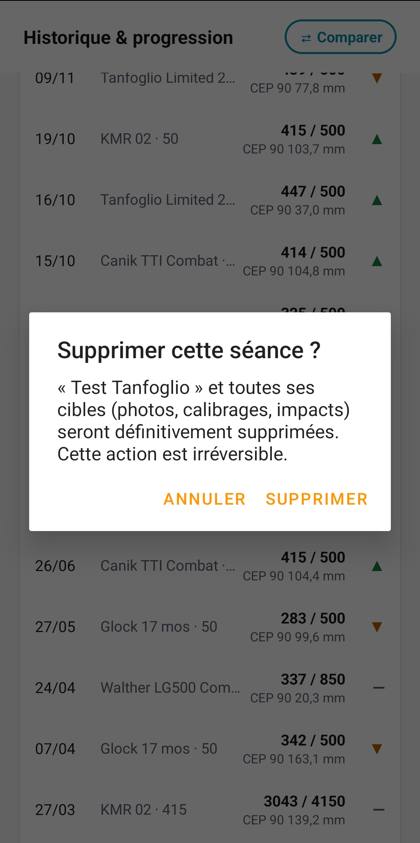 Historique & progression
⇄ Comparer
09/11 Tanfoglio Limited 2…
CEP 90 77,8 mm ▼
19/10 KMR 02 · 50 415 / 500 ▲
CEP 90 103,7 mm
16/10 Tanfoglio Limited 2… 447 / 500 ▲
CEP 90 37,0 mm
15/10 Canik TTI Combat ·… 414 / 500 ▲
CEP 90 104,8 mm
Supprimer cette séance ?
« Test Tanfoglio » et toutes ses
cibles (photos, calibrages, impacts)
seront définitivement supprimées.
Cette action est irréversible.
ANNULER SUPPRIMER
26/06 Canik TTI Combat ·… 415 / 500 ▲
CEP 90 104,4 mm
27/05 Glock 17 mos · 50 283 / 500 ▼
CEP 90 99,6 mm
24/04 Walther LG500 Com… 337 / 850 —
CEP 90 20,3 mm
07/04 Glock 17 mos · 50 342 / 500 ▼
CEP 90 163,1 mm
27/03 KMR 02 · 415 3043 / 4150 —
CEP 90 139,2 mm